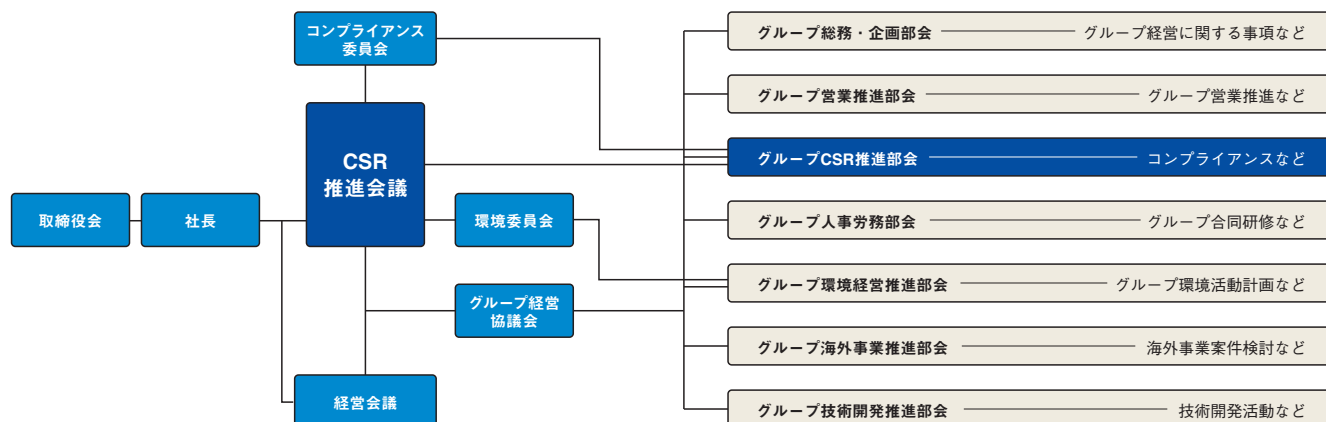 コンプライアンス
委員会
CSR
推進会議
取締役会
社長
環境委員会
グループ経営
協議会
経営会議
グループ総務・企画部会 グループ経営に関する事項など
グループ営業推進部会 グループ営業推進など
グループCSR推進部会 コンプライアンスなど
グループ人事労務部会 グループ合同研修など
グループ環境経営推進部会 グループ環境活動計画など
グループ海外事業推進部会 海外事業案件検討など
グループ技術開発推進部会 技術開発活動など